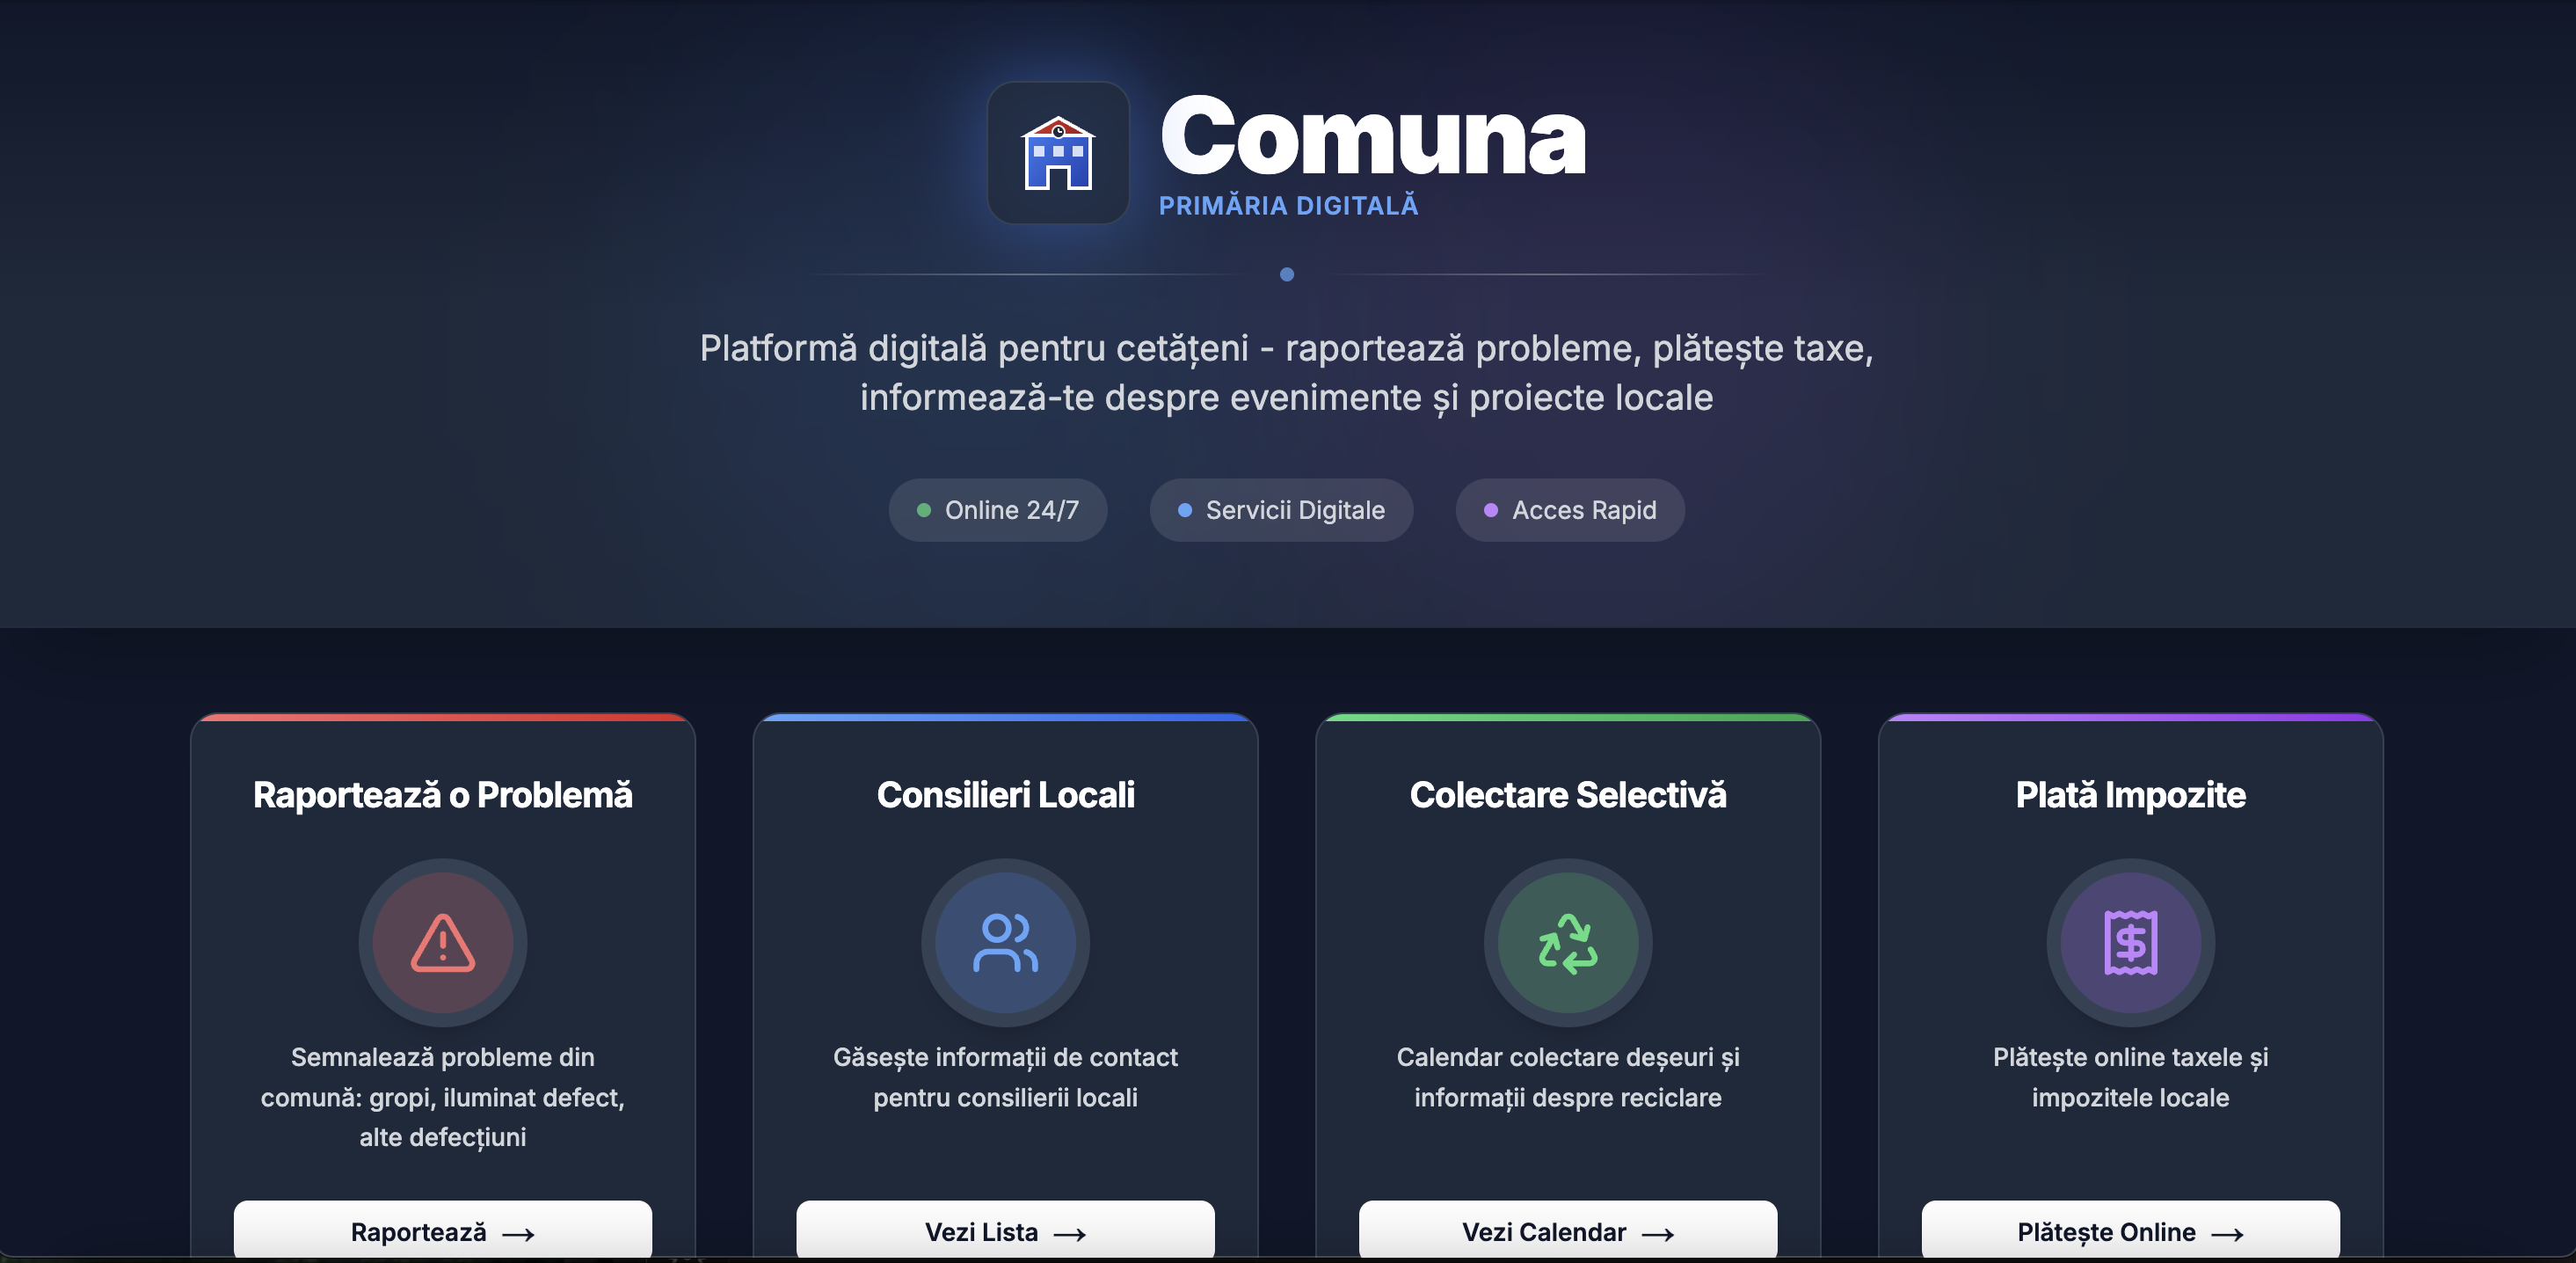 Comuna
PRIMĂRIA DIGITALĂ
Platformă digitală pentru cetățeni - raportează probleme, plătește taxe,
informează-te despre evenimente și proiecte locale
Online 24/7
Servicii Digitale
Acces Rapid
Raportează o Problemă
Semnalează probleme din
comună: gropi, iluminat defect,
alte defecțiuni
Raportează →
Consilieri Locali
Găsește informații de contact
pentru consilierii locali
Vezi Lista →
Colectare Selectivă
Calendar colectare deșeuri și
informații despre reciclare
Vezi Calendar →
Plată Impozite
Plătește online taxele și
impozitele locale
Plătește Online →